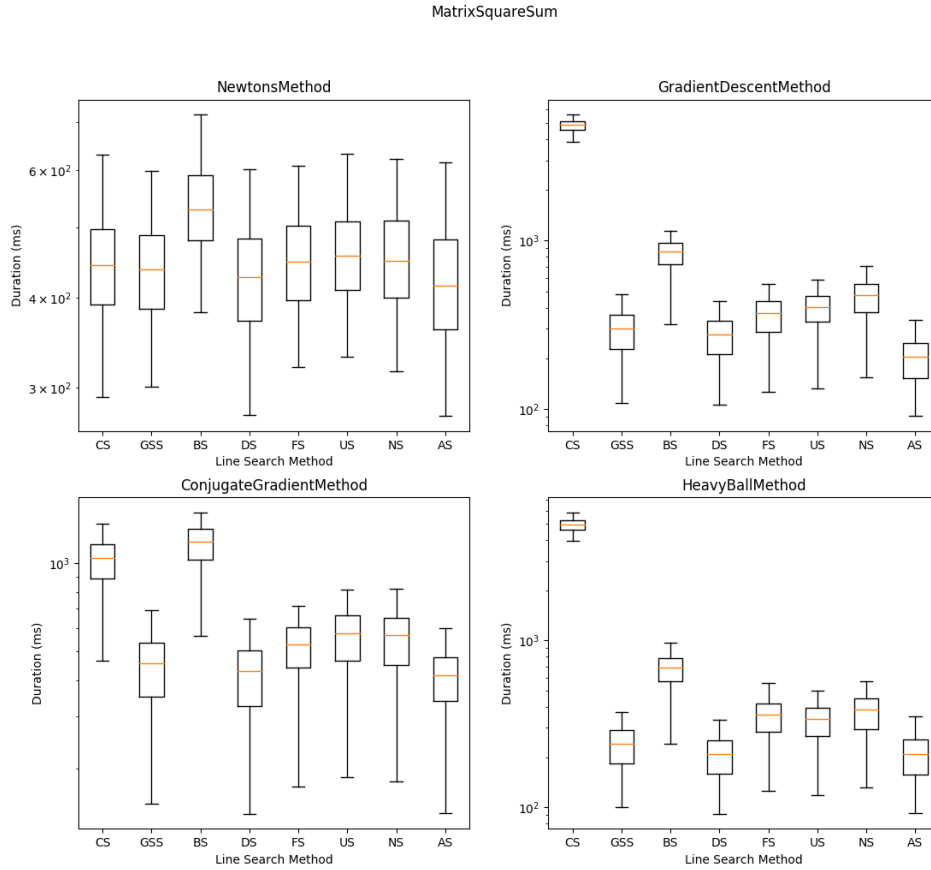 MatrixSquareSum
NewtonsMethod
Duration (ms)
6 × 10²
4 × 10²
3 × 10²
CS GSS BS DS FS US NS AS
Line Search Method
GradientDescentMethod
Duration (ms)
10³
10²
CS GSS BS DS FS US NS AS
Line Search Method
ConjugateGradientMethod
Duration (ms)
10³
CS GSS BS DS FS US NS AS
Line Search Method
HeavyBallMethod
Duration (ms)
10³
10²
CS GSS BS DS FS US NS AS
Line Search Method